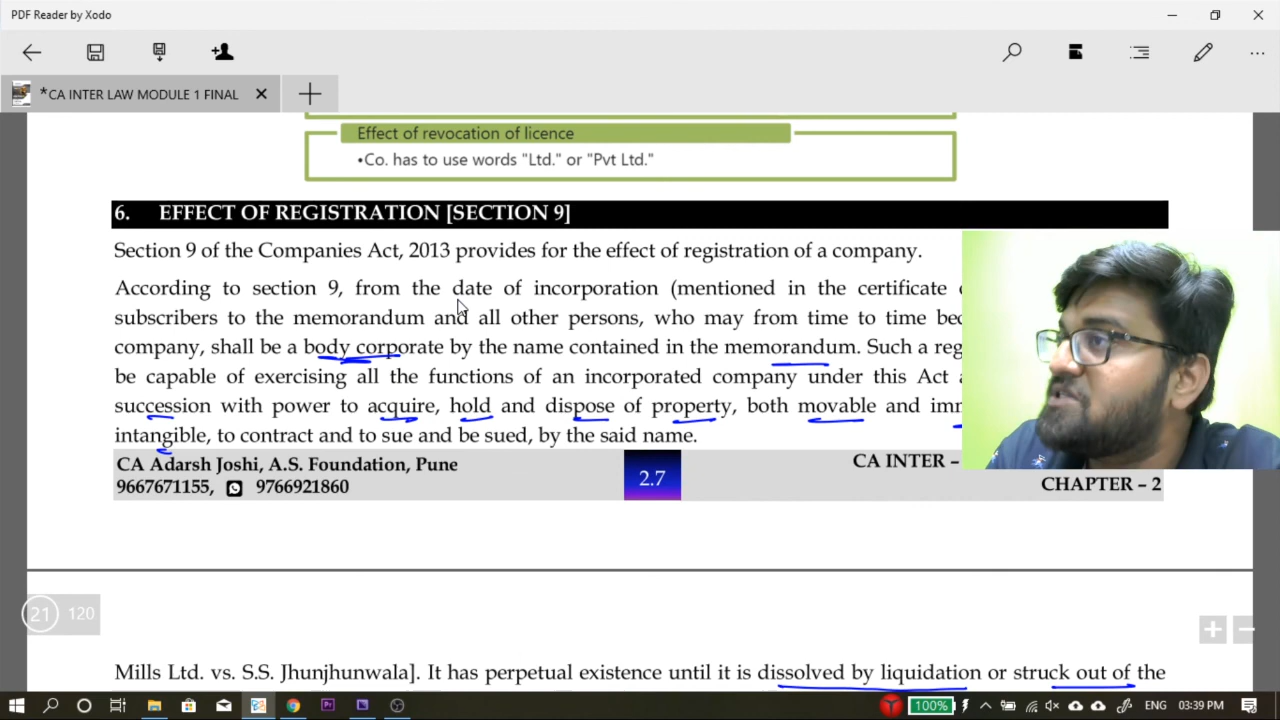 PDF Reader by Xodo
*CA INTER LAW MODULE 1 FINAL
Effect of revocation of licence
•Co. has to use words "Ltd." or "Pvt Ltd."
6. EFFECT OF REGISTRATION [SECTION 9]
Section 9 of the Companies Act, 2013 provides for the effect of registration of a company.
According to section 9, from the date of incorporation (mentioned in the certificate
subscribers to the memorandum and all other persons, who may from time to time
company, shall be a body corporate by the name contained in the memorandum. Such a
be capable of exercising all the functions of an incorporated company under this Act
succession with power to acquire, hold and dispose of property, both movable and
intangible, to contract and to sue and be sued, by the said name.
CA Adarsh Joshi, A.S. Foundation, Pune
9667671155, 9766921860
2.7
CA INTER –
CHAPTER – 2
21 120
Mills Ltd. vs. S.S. Jhunjhunwala]. It has perpetual existence until it is dissolved by liquidation or struck out of the
100% ENG 03:39 PM